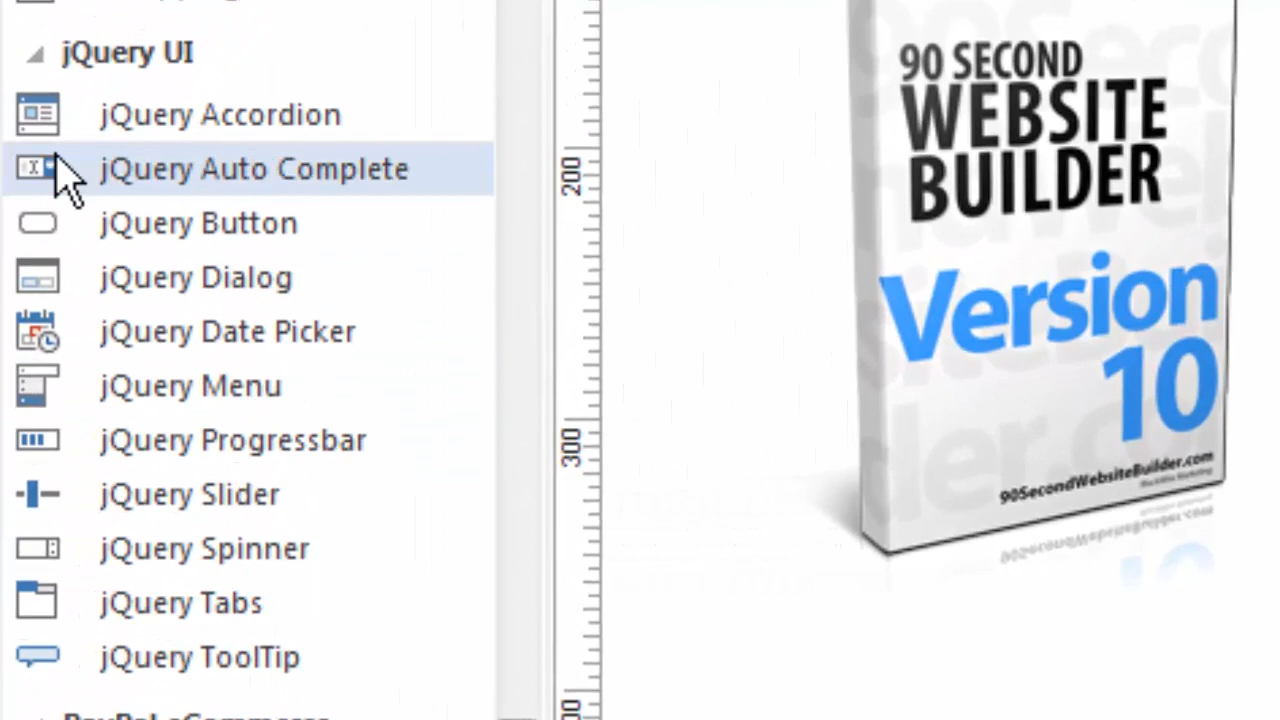 jQuery UI
jQuery Accordion
jQuery Auto Complete
jQuery Button
jQuery Dialog
jQuery Date Picker
jQuery Menu
jQuery Progressbar
jQuery Slider
jQuery Spinner
jQuery Tabs
jQuery ToolTip
200
300
90 SECOND
WEBSITE
BUILDER
Version
10
90SecondWebsiteBuilder.com